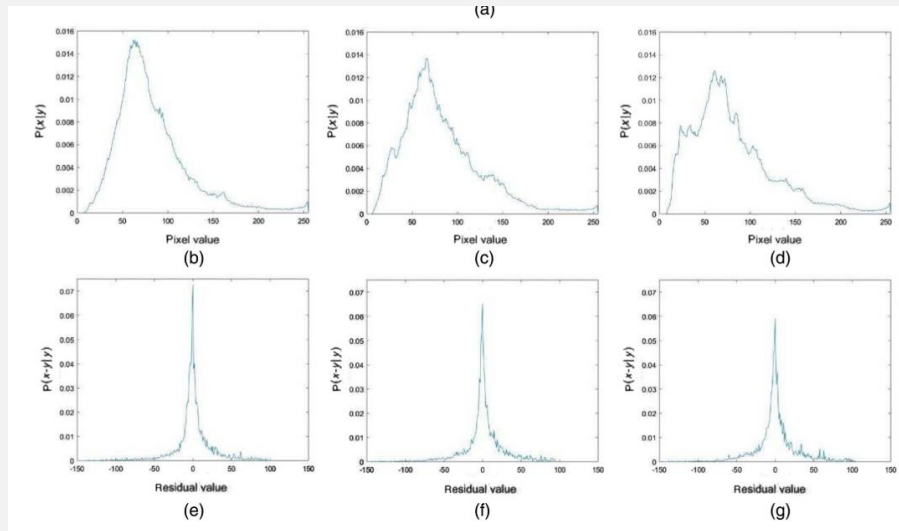 (a)
0.016 0.016 0.016
0.014 0.014 0.014
0.012 0.012 0.012
0.01 0.01 0.01
P(x|y) P(x|y) P(x|y)
0.008 0.008 0.008
0.006 0.006 0.006
0.004 0.004 0.004
0.002 0.002 0.002
0 0 0
0 50 100 150 200 250 0 50 100 150 200 250 0 50 100 150 200 250
Pixel value Pixel value Pixel value
(b) (c) (d)
0.07 0.07 0.07
0.06 0.06 0.06
0.05 0.05 0.05
P(x-y|y) P(x-y|y) P(x-y|y)
0.04 0.04 0.04
0.03 0.03 0.03
0.02 0.02 0.02
0.01 0.01 0.01
0 0 0
-150 -100 -50 0 50 100 150 -150 -100 -50 0 50 100 150 -150 -100 -50 0 50 100 150
Residual value Residual value Residual value
(e) (f) (g)